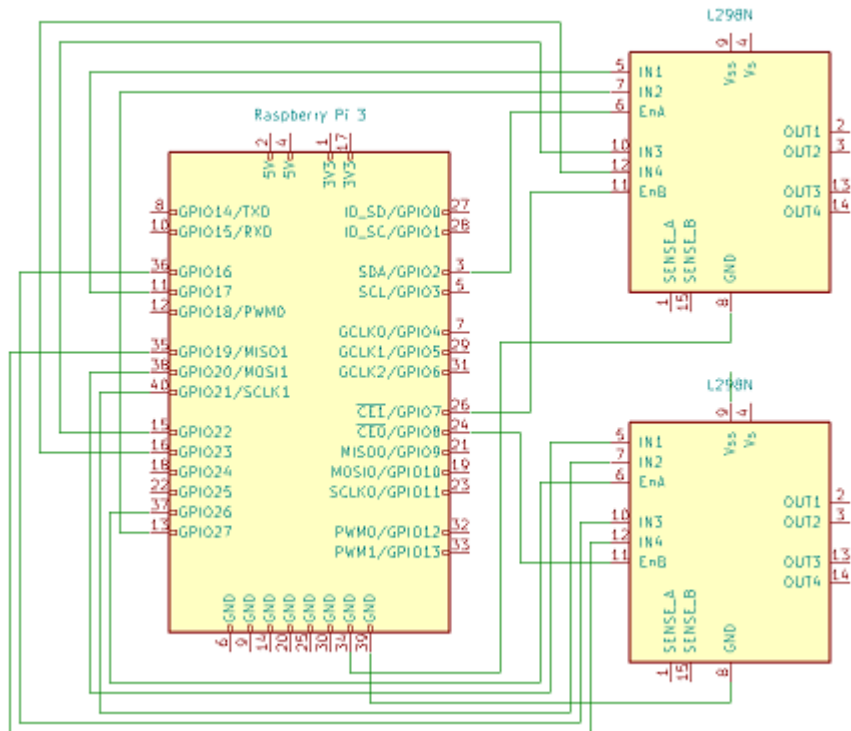 L298N
9 4
Vss Vs
5 IN1
7 IN2
6 EnA
10 IN3
12 IN4
11 EnB
OUT1 2
OUT2 3
OUT3 13
OUT4 14
SENSE_A SENSE_B GND
1 15 8
Raspberry Pi 3
2 4 1 17
5V 5V 3V3 3V3
8 GPIO14/TXD ID_SD/GPIO0 27
10 GPIO15/RXD ID_SC/GPIO1 28
36 GPIO16 SDA/GPIO2 3
11 GPIO17 SCL/GPIO3 5
12 GPIO18/PWM0
GCLK0/GPIO4 7
35 GPIO19/MISO1 GCLK1/GPIO5 29
38 GPIO20/MOSI1 GCLK2/GPIO6 31
40 GPIO21/SCLK1
CE1/GPIO7 26
15 GPIO22 CE0/GPIO8 24
16 GPIO23 MISO0/GPIO9 21
18 GPIO24 MOSI0/GPIO10 19
22 GPIO25 SCLK0/GPIO11 23
37 GPIO26
13 GPIO27 PWM0/GPIO12 32
PWM1/GPIO13 33
GND GND GND GND GND GND GND GND
6 9 14 20 25 30 34 39
L298N
9 4
Vss Vs
5 IN1
7 IN2
6 EnA
10 IN3
12 IN4
11 EnB
OUT1 2
OUT2 3
OUT3 13
OUT4 14
SENSE_A SENSE_B GND
1 15 8